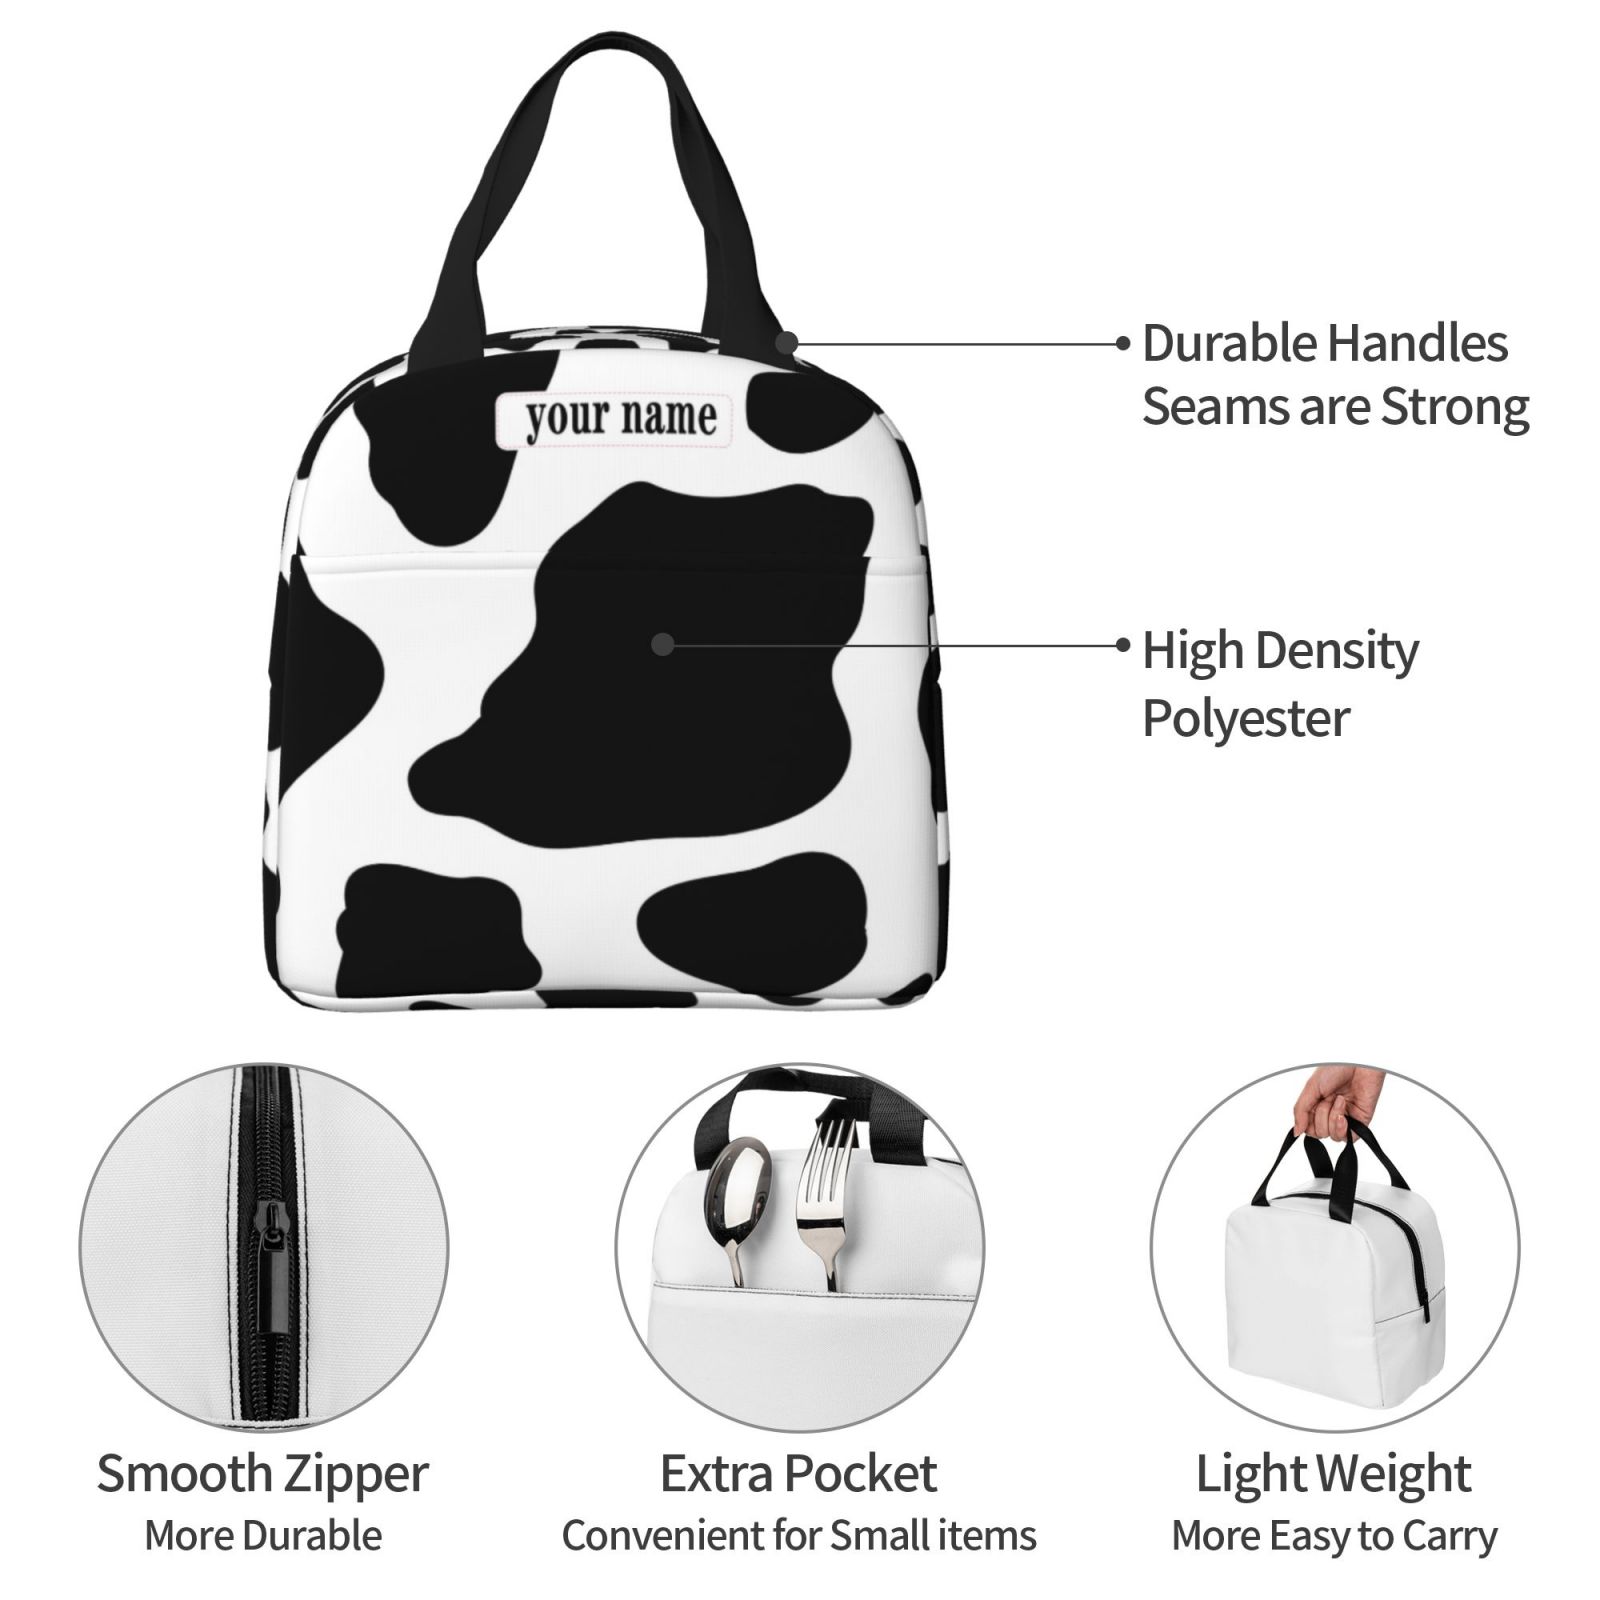 your name
Durable Handles
Seams are Strong
High Density
Polyester
Smooth Zipper
More Durable
Extra Pocket
Convenient for Small items
Light Weight
More Easy to Carry